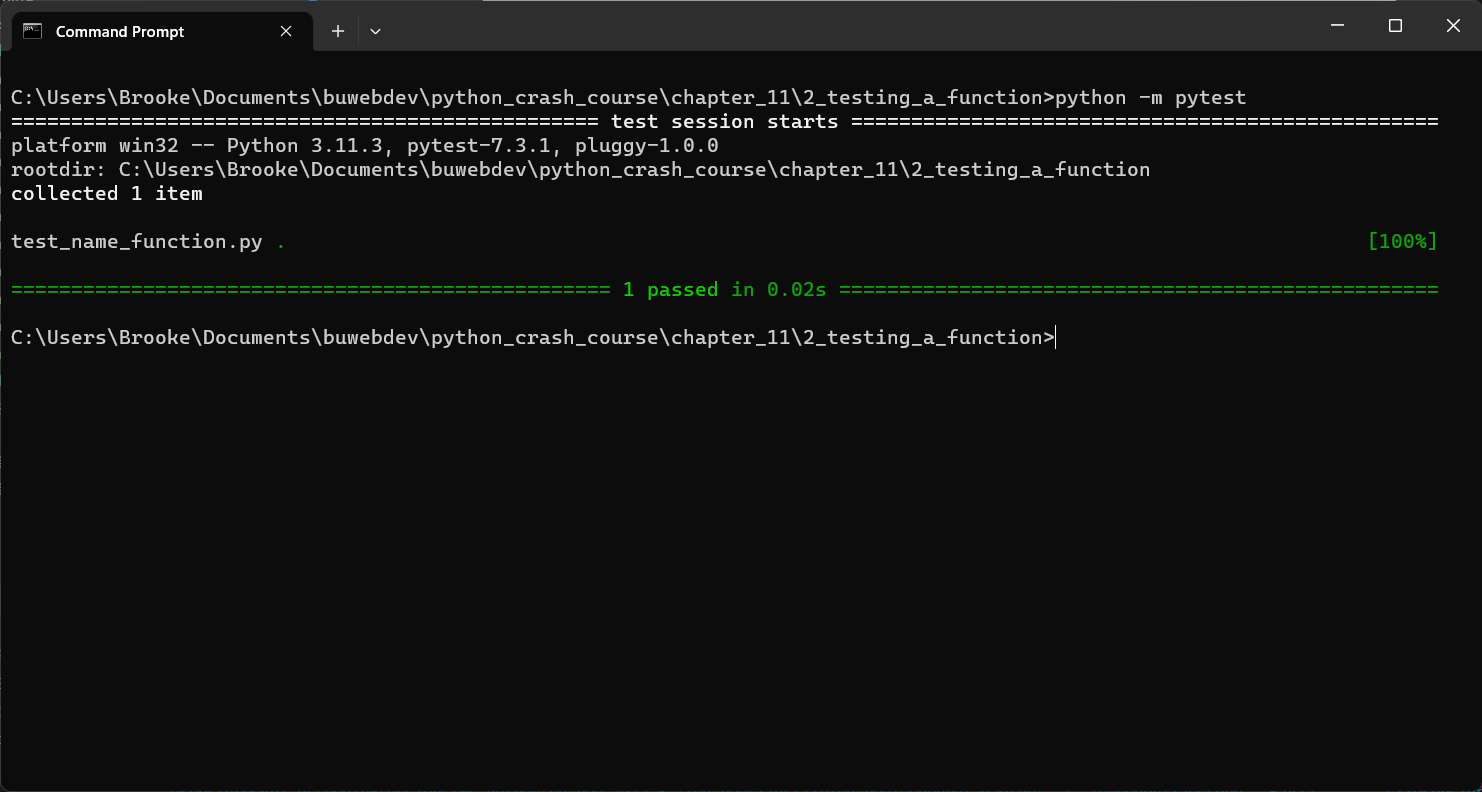 Command Prompt
C:\Users\Brooke\Documents\buwebdev\python_crash_course\chapter_11\2_testing_a_function>python -m pytest
================================================= test session starts =================================================
platform win32 -- Python 3.11.3, pytest-7.3.1, pluggy-1.0.0
rootdir: C:\Users\Brooke\Documents\buwebdev\python_crash_course\chapter_11\2_testing_a_function
collected 1 item
test_name_function.py . [100%]
================================================== 1 passed in 0.02s ==================================================
C:\Users\Brooke\Documents\buwebdev\python_crash_course\chapter_11\2_testing_a_function>